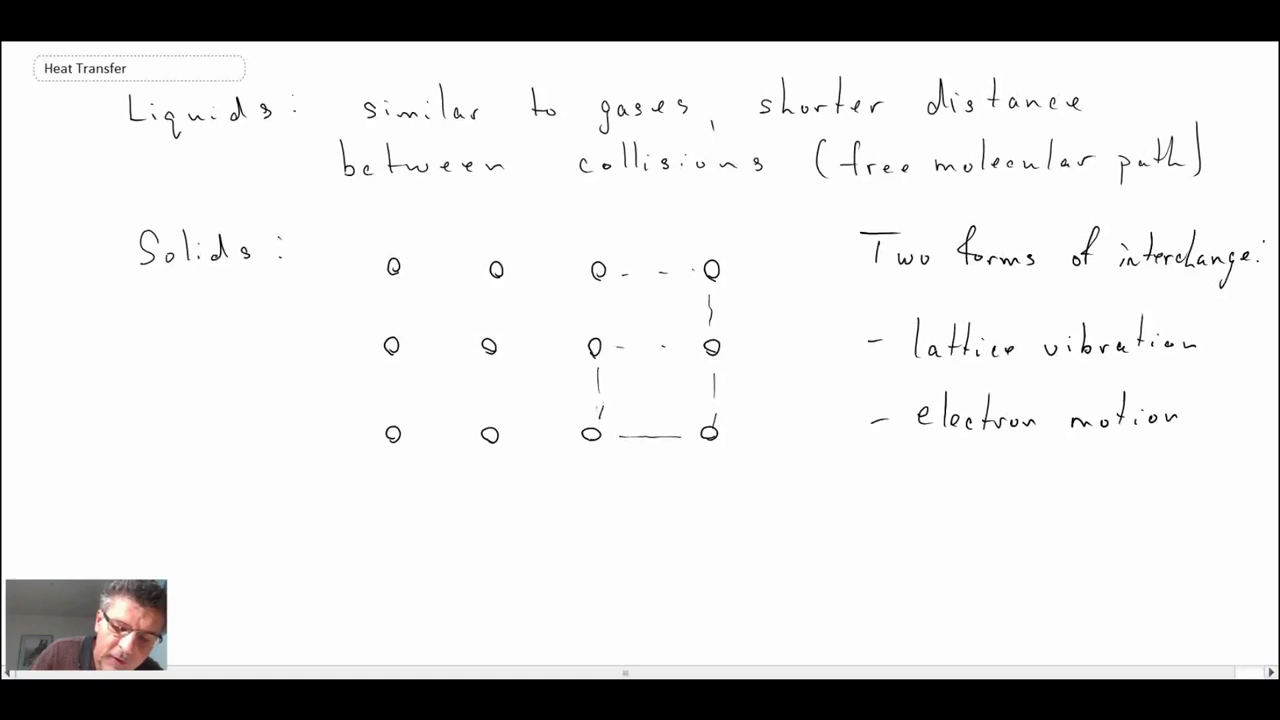 Heat Transfer
Liquids: similar to gases, shorter distance
between collisions (free molecular path)
Solids:
Two forms of interchange:
- lattice vibration
- electron motion